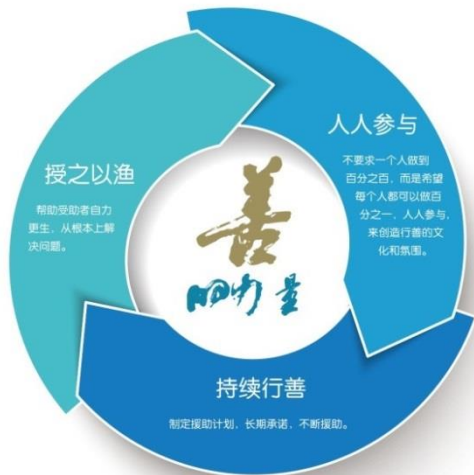 人人参与
不要求一个人做到
百分之百，而是希望
每个人都可以做百
分之一、人人参与，
来创造行善的文
化和氛围。
授之以渔
帮助受助者自力
更生，从根本上解
决问题。
善
的力量
持续行善
制定援助计划、长期承诺，不断援助。